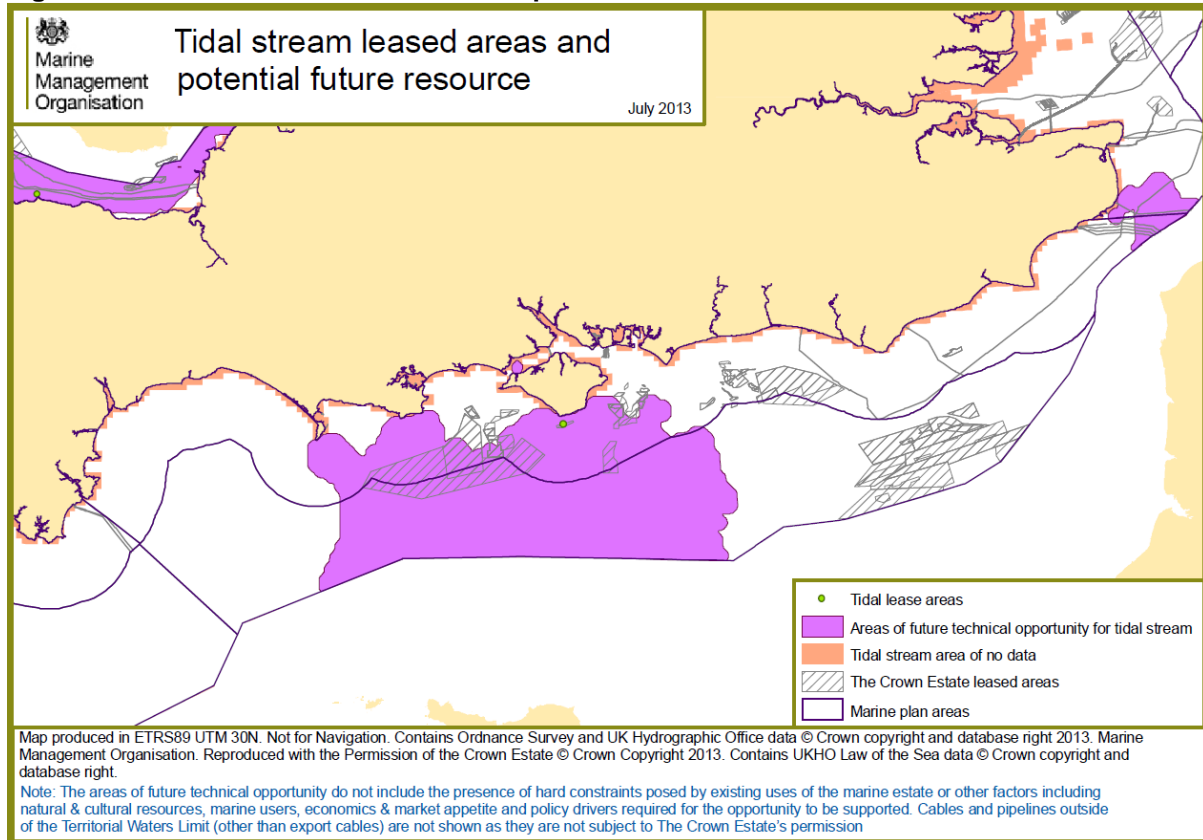 Marine
Management
Organisation
Tidal stream leased areas and
potential future resource
July 2013
Tidal lease areas
Areas of future technical opportunity for tidal stream
Tidal stream area of no data
The Crown Estate leased areas
Marine plan areas
Map produced in ETRS89 UTM 30N. Not for Navigation. Contains Ordnance Survey and UK Hydrographic Office data © Crown copyright and database right 2013. Marine
Management Organisation. Reproduced with the Permission of the Crown Estate © Crown Copyright 2013. Contains UKHO Law of the Sea data © Crown copyright and
database right.
Note: The areas of future technical opportunity do not include the presence of hard constraints posed by existing uses of the marine estate or other factors including
natural & cultural resources, marine users, economics & market appetite and policy drivers required for the opportunity to be supported. Cables and pipelines outside
of the Territorial Waters Limit (other than export cables) are not shown as they are not subject to The Crown Estate's permission